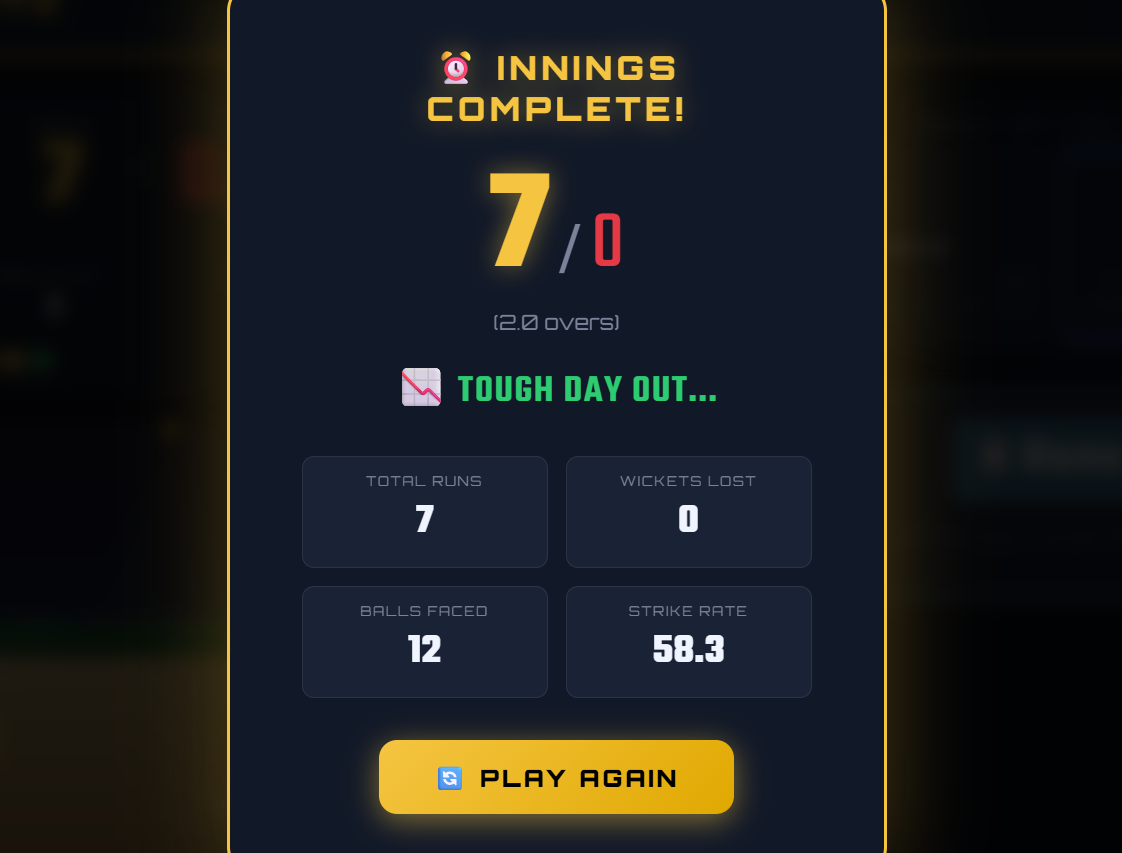 INNINGS
COMPLETE!
7/0
(2.0 overs)
TOUGH DAY OUT...
TOTAL RUNS
7
WICKETS LOST
0
BALLS FACED
12
STRIKE RATE
58.3
PLAY AGAIN
7